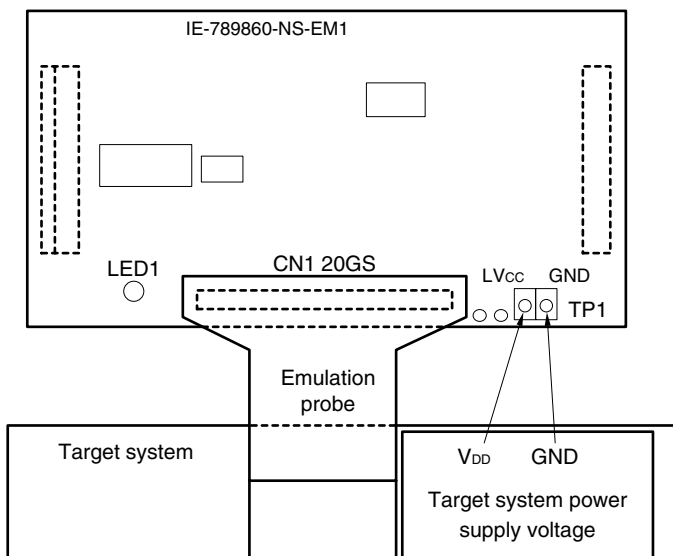 IE-789860-NS-EM1
LED1
CN1 20GS
LVCC GND
TP1
Emulation
probe
Target system
VDD GND
Target system power
supply voltage